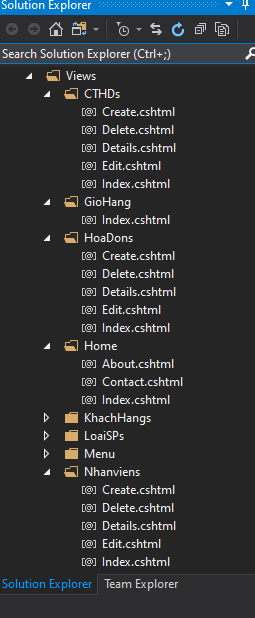 Solution Explorer
Search Solution Explorer (Ctrl+;)
Views
CTHDs
Create.cshtml
Delete.cshtml
Details.cshtml
Edit.cshtml
Index.cshtml
GioHang
Index.cshtml
HoaDons
Create.cshtml
Delete.cshtml
Details.cshtml
Edit.cshtml
Index.cshtml
Home
About.cshtml
Contact.cshtml
Index.cshtml
KhachHangs
LoaiSPs
Menu
Nhanviens
Create.cshtml
Delete.cshtml
Details.cshtml
Edit.cshtml
Index.cshtml
Solution Explorer Team Explorer